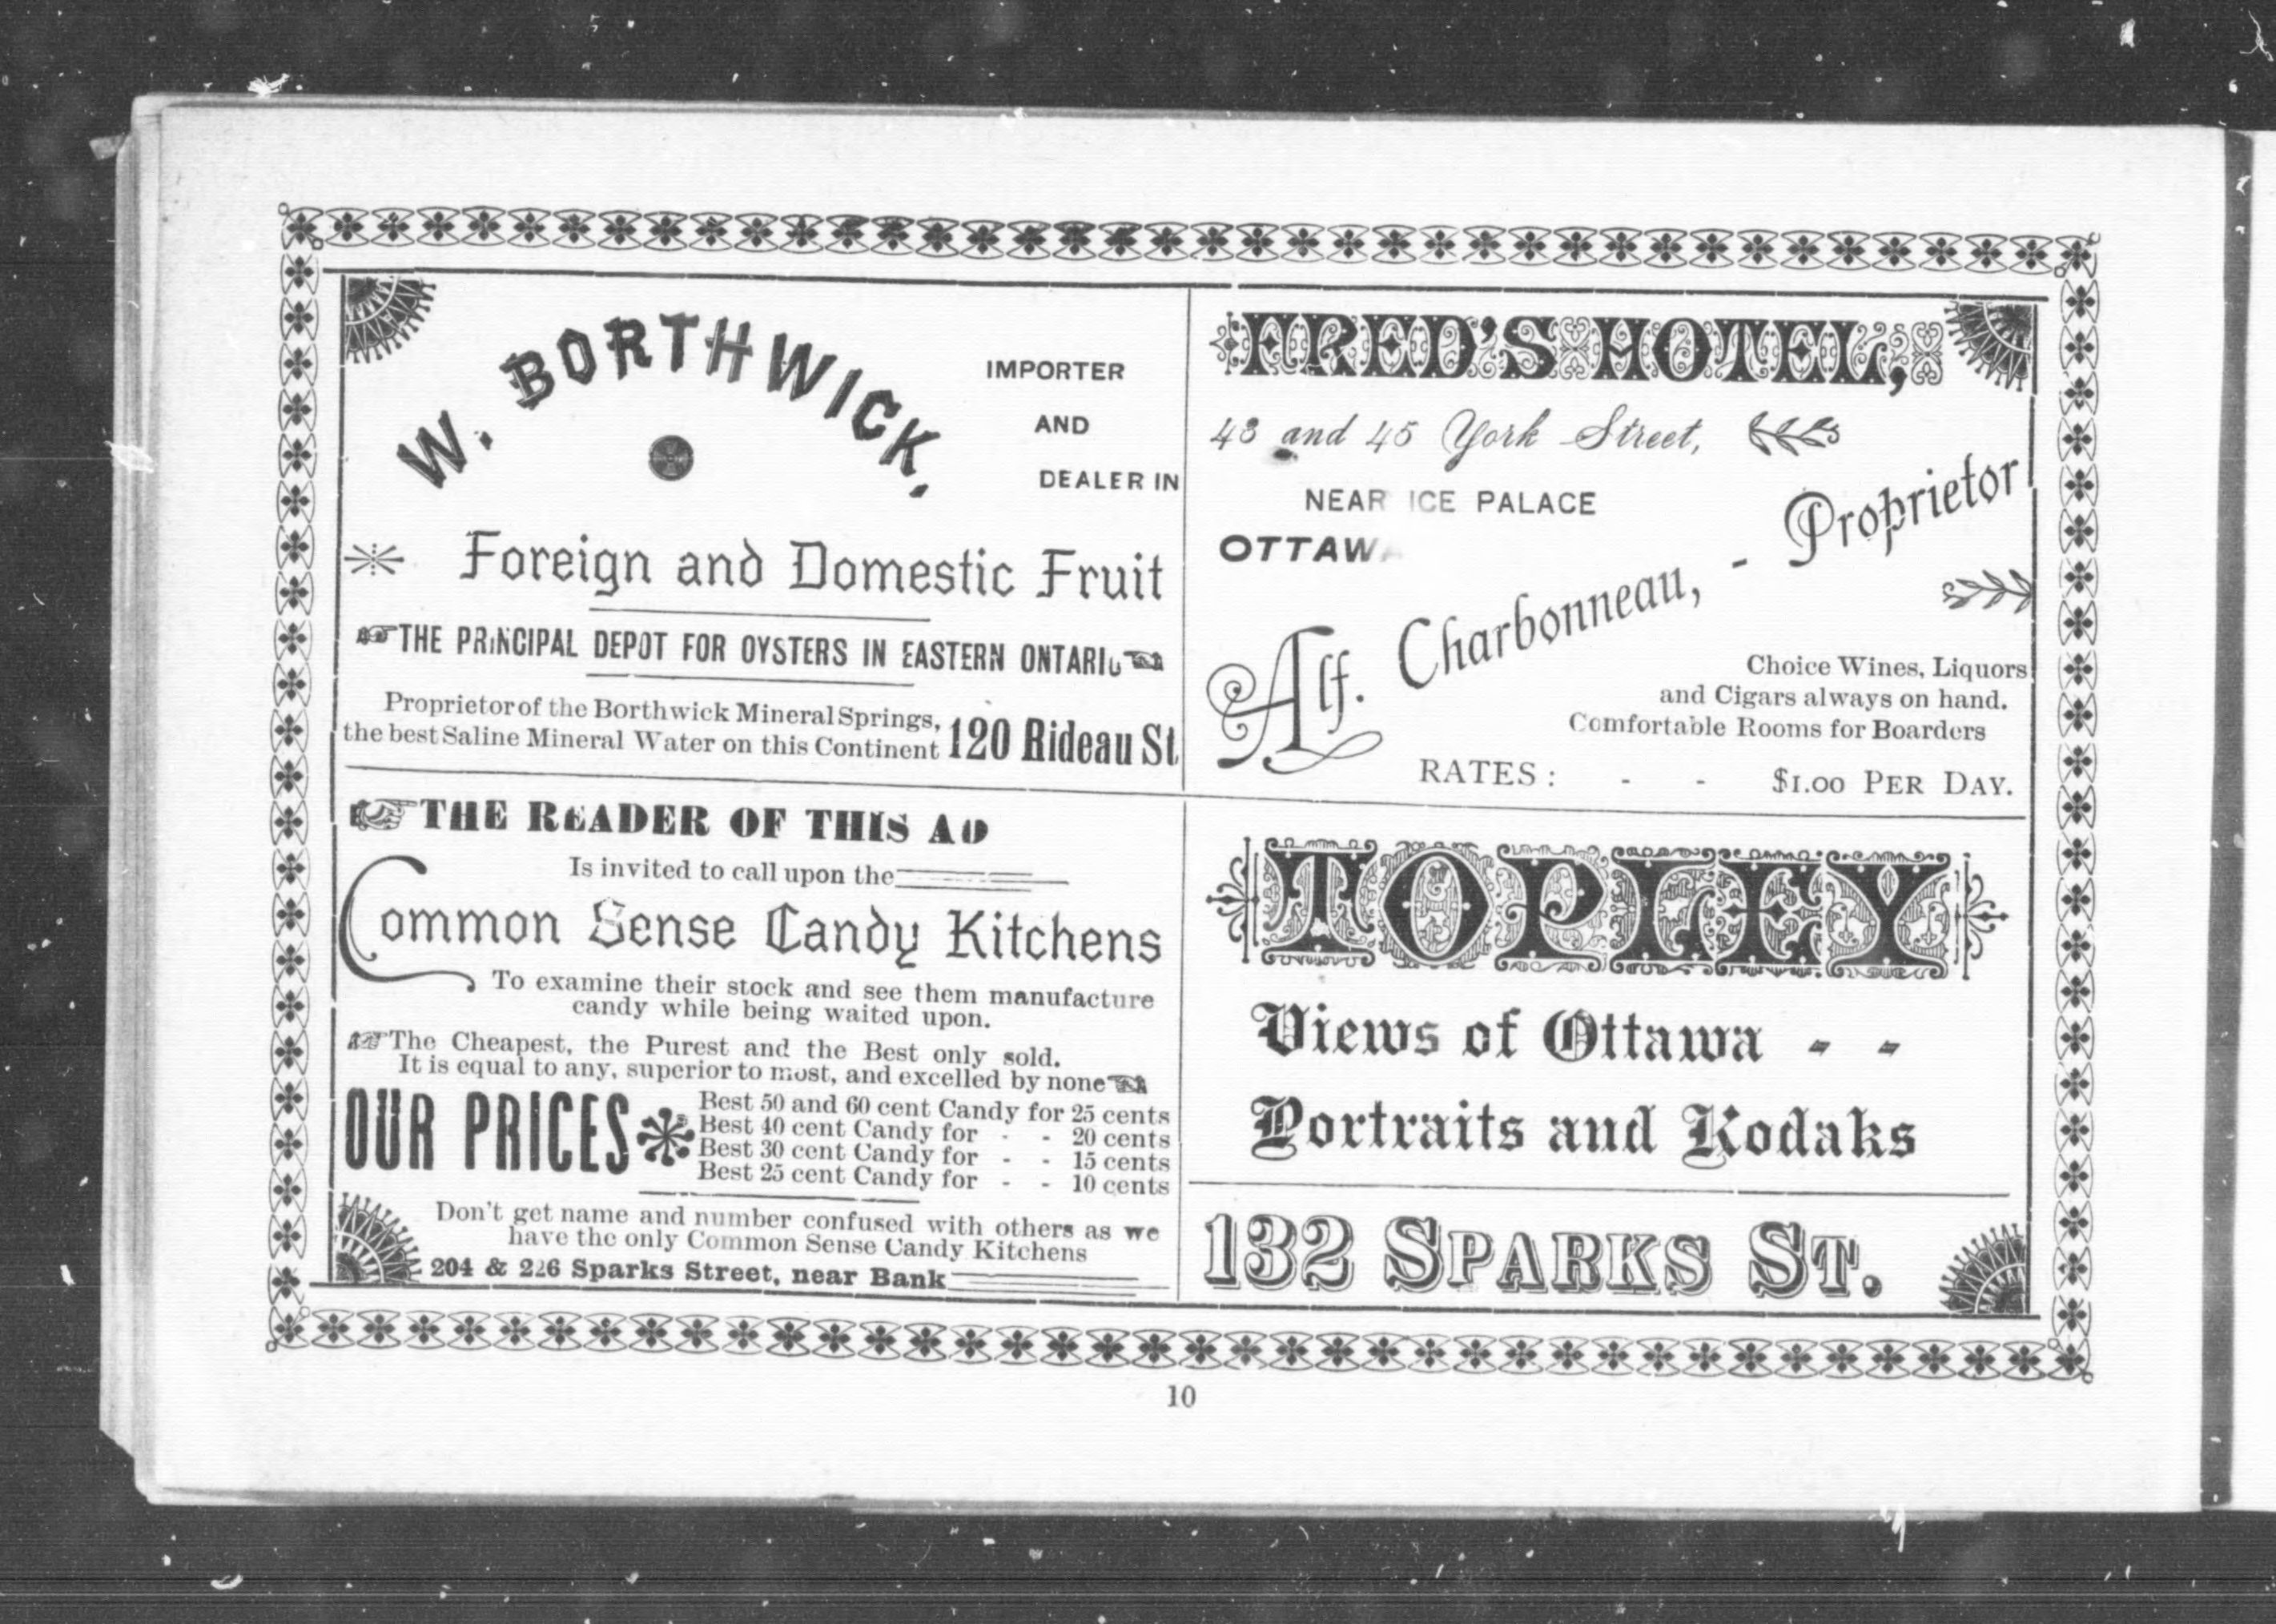 W. BORTHWICK,
IMPORTER
AND
DEALER IN
Foreign and Domestic Fruit
THE PRINCIPAL DEPOT FOR OYSTERS IN EASTERN ONTARIO
Proprietor of the Borthwick Mineral Springs,
the best Saline Mineral Water on this Continent
120 Rideau St
THE READER OF THIS AD
Is invited to call upon the
Common Sense Candy Kitchens
To examine their stock and see them manufacture
candy while being waited upon.
The Cheapest, the Purest and the Best only sold.
It is equal to any, superior to most, and excelled by none
OUR PRICES
Best 50 and 60 cent Candy for 25 cents
Best 40 cent Candy for - - 20 cents
Best 30 cent Candy for - - 15 cents
Best 25 cent Candy for - - 10 cents
Don't get name and number confused with others as we
have the only Common Sense Candy Kitchens
204 & 226 Sparks Street, near Bank
FRED'S HOTEL,
43 and 45 York Street,
NEAR ICE PALACE
OTTAWA
Alf. Charbonneau, - Proprietor
Choice Wines, Liquors
and Cigars always on hand.
Comfortable Rooms for Boarders
RATES: - - $1.00 PER DAY.
TOPLEY
Views of Ottawa - -
Portraits and Kodaks
132 SPARKS ST.
10